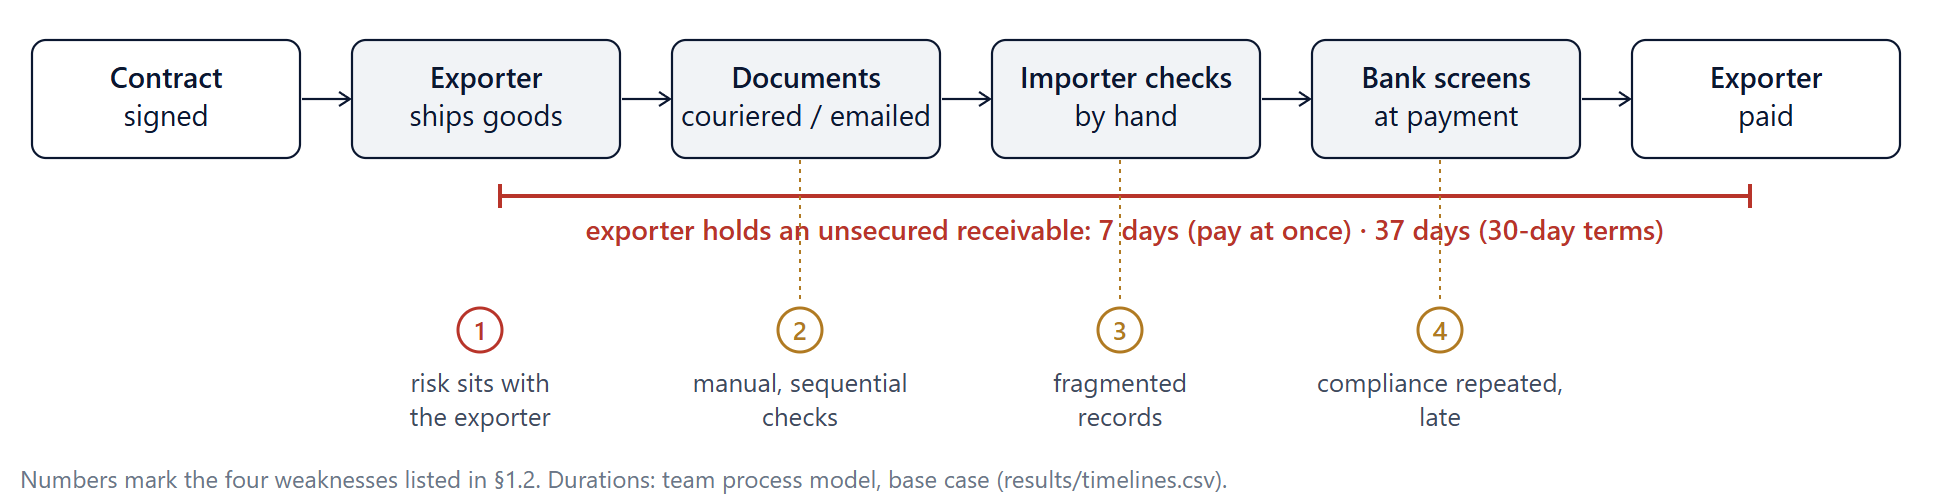 Contract
signed
Exporter
ships goods
Documents
couriered / emailed
Importer checks
by hand
Bank screens
at payment
Exporter
paid
exporter holds an unsecured receivable: 7 days (pay at once) · 37 days (30-day terms)
1
risk sits with
the exporter
2
manual, sequential
checks
3
fragmented
records
4
compliance repeated,
late
Numbers mark the four weaknesses listed in §1.2. Durations: team process model, base case (results/timelines.csv).